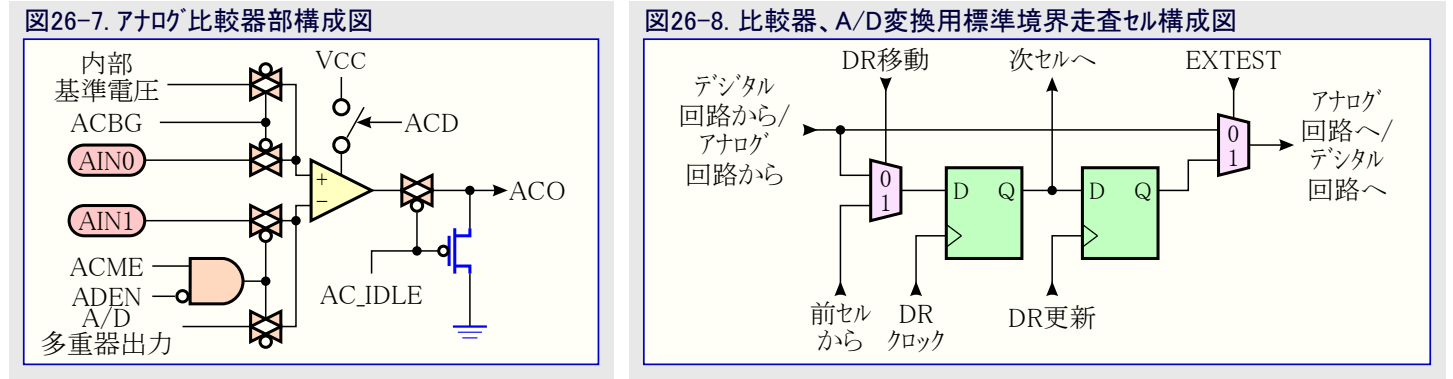 図26-7. アナログ比較器部構成図
内部
基準電圧
VCC
ACBG
ACD
AIN0
+
−
ACO
AIN1
ACME
ADEN
AC_IDLE
A/D
多重器出力
図26-8. 比較器、A/D変換用標準境界走査セル構成図
DR移動
次セルへ
EXTEST
デジタル
回路から/
アナログ
回路から
0
1
アナログ
回路へ/
デジタル
回路へ
0
1
D Q
D Q
前セル
から
DR
クロック
DR更新